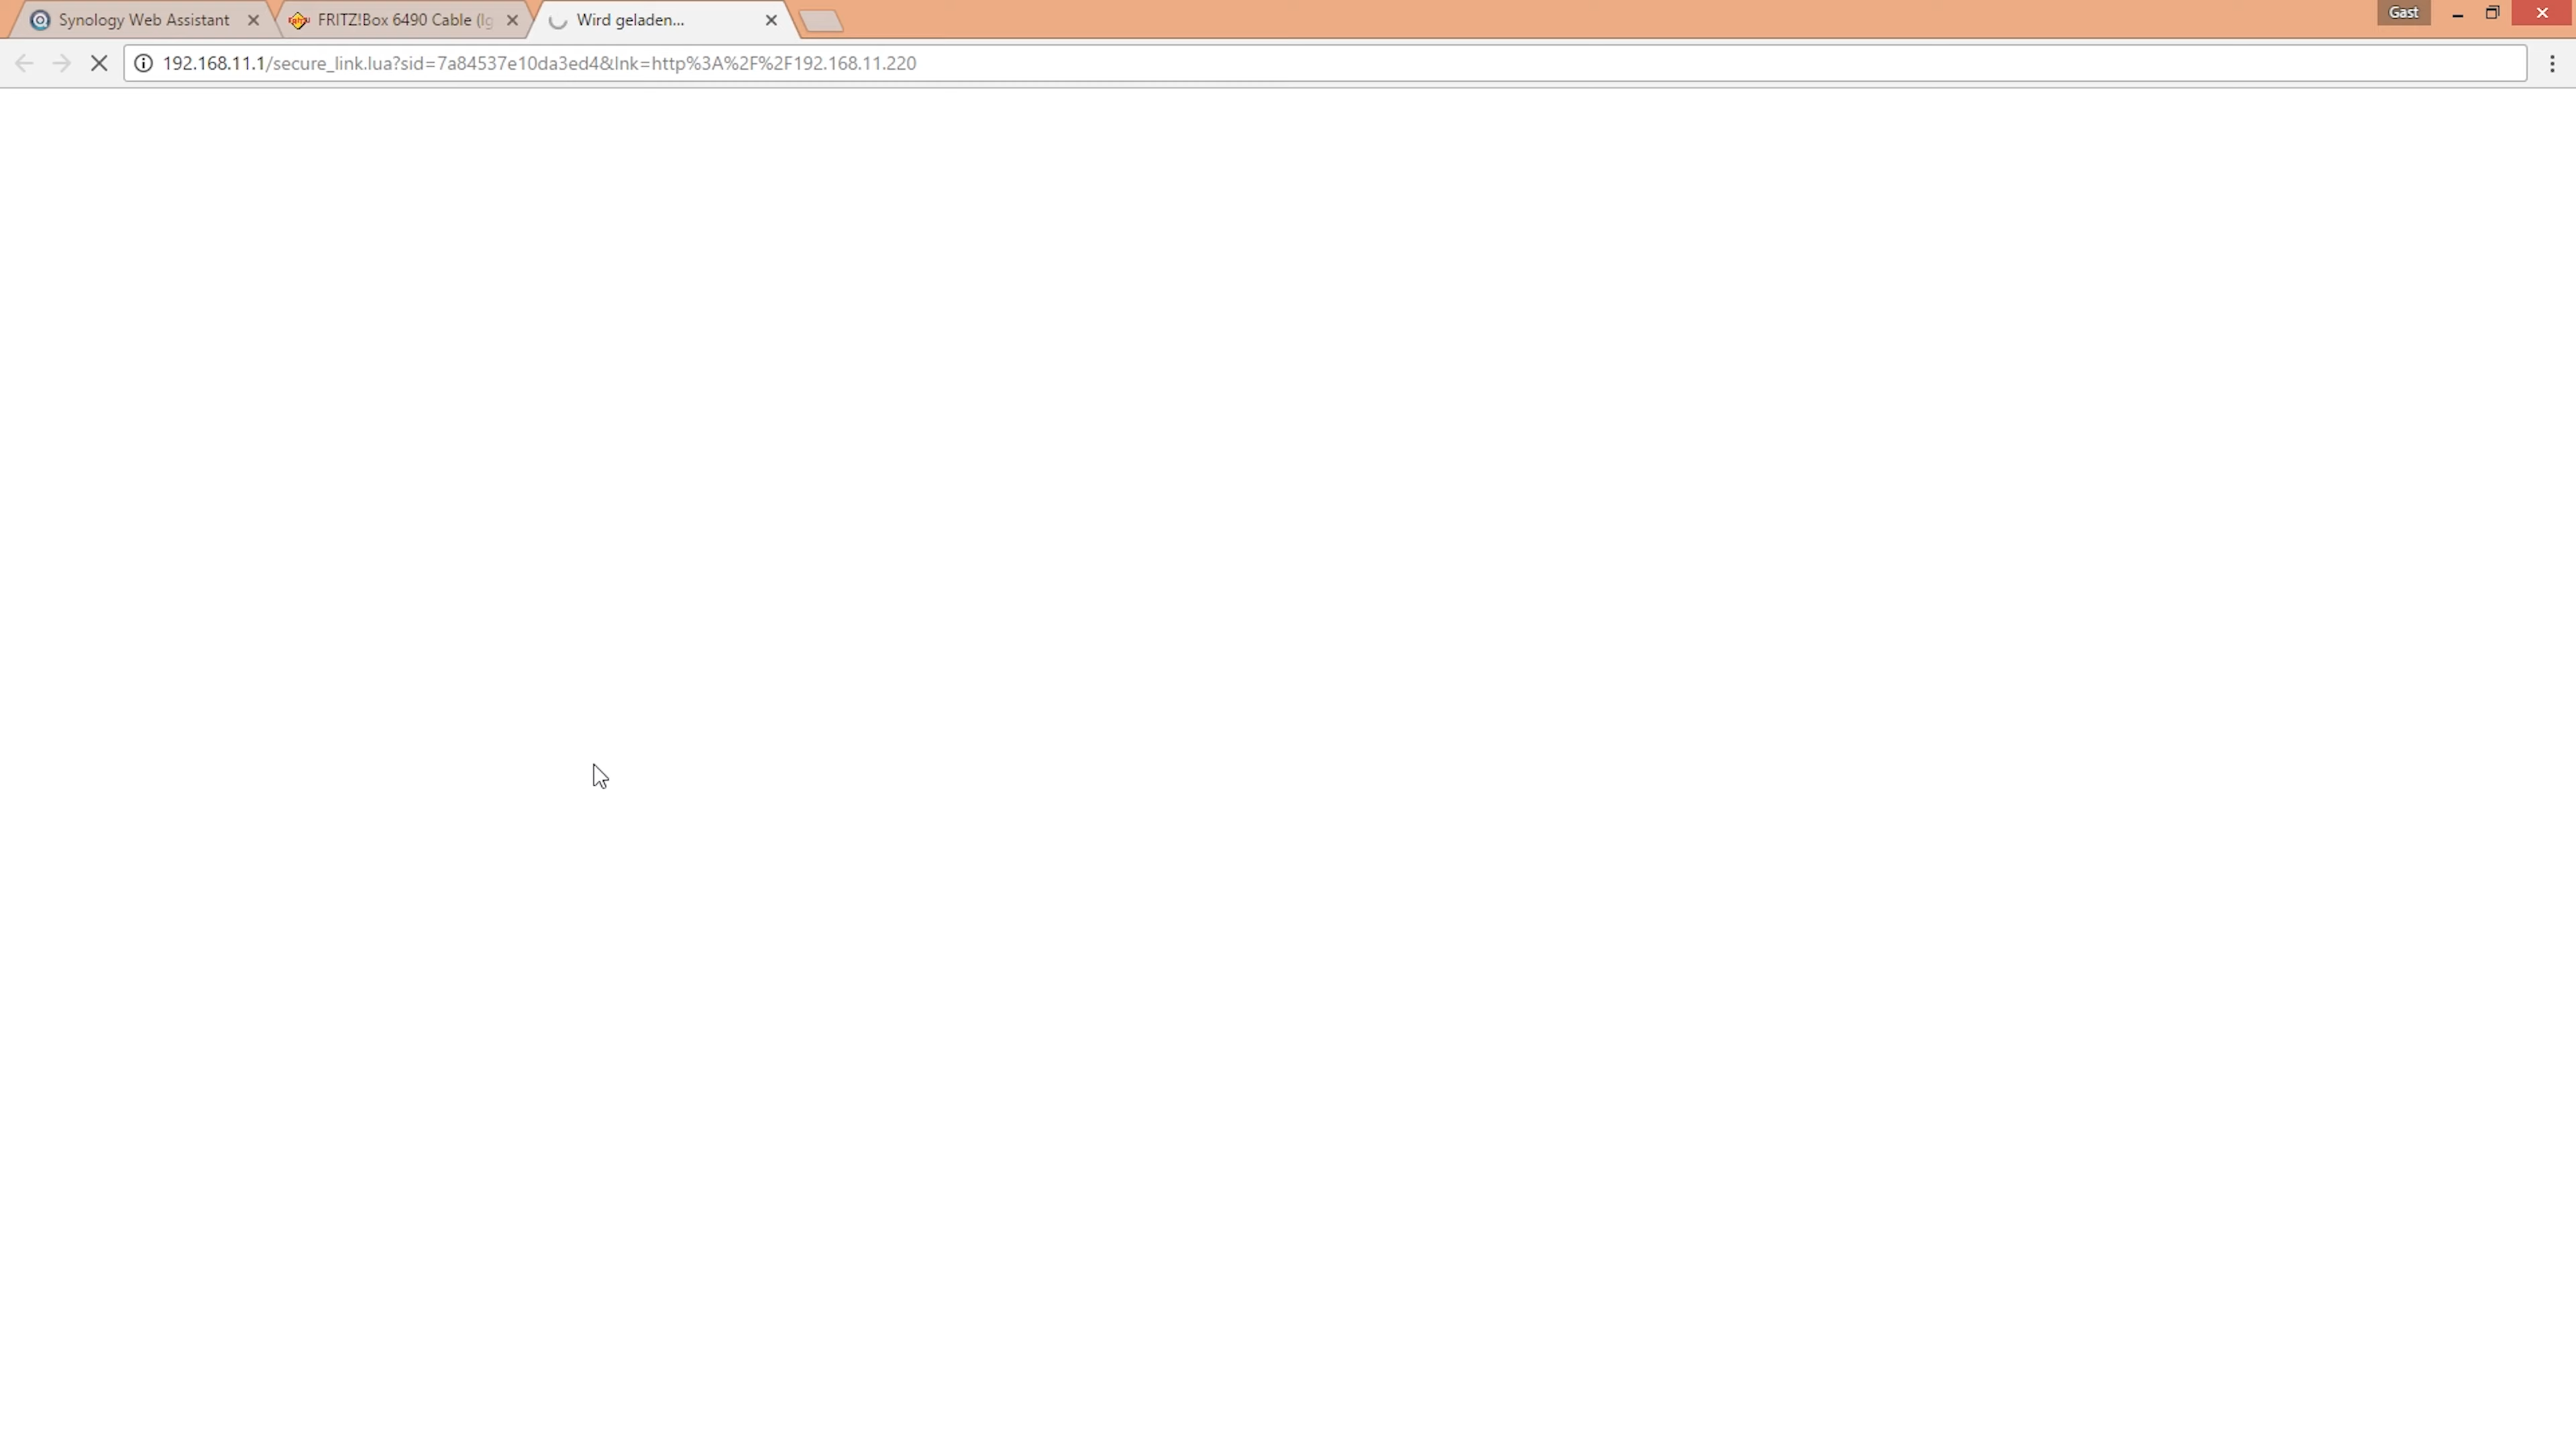 Synology Web Assistant
FRITZ!Box 6490 Cable (lg
Wird geladen...
Gast
192.168.11.1/secure_link.lua?sid=7a84537e10da3ed4&lnk=http%3A%2F%2F192.168.11.220